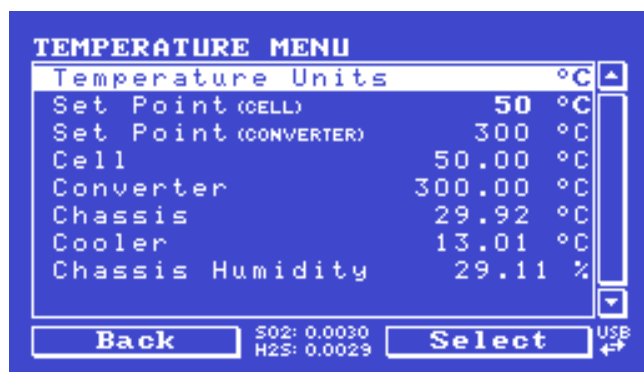 TEMPERATURE MENU
Temperature Units °C
Set Point (CELL) 50 °C
Set Point (CONVERTER) 300 °C
Cell 50.00 °C
Converter 300.00 °C
Chassis 29.92 °C
Cooler 13.01 °C
Chassis Humidity 29.11 %
Back SO2: 0.0030 Select USB
H2S: 0.0029